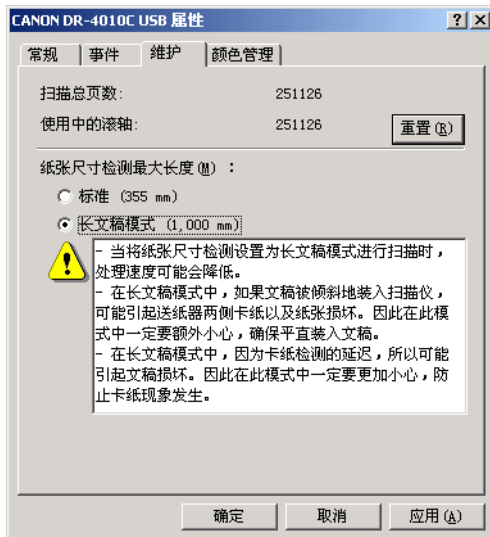 CANON DR-4010C USB 属性
常规 事件 维护 颜色管理
扫描总页数: 251126
使用中的滚轴: 251126 重置(R)
纸张尺寸检测最大长度(M)：
标准 (355 mm)
长文稿模式 (1,000 mm)
- 当将纸张尺寸检测设置为长文稿模式进行扫描时，
处理速度可能会降低。
- 在长文稿模式中，如果文稿被倾斜地装入扫描仪，
可能引起送纸器两侧卡纸以及纸张损坏。因此在此模
式中一定要额外小心，确保平直装入文稿。
- 在长文稿模式中，因为卡纸检测的延迟，所以可能
引起文稿损坏。因此在此模式中一定要更加小心，防
止卡纸现象发生。
确定 取消 应用(A)